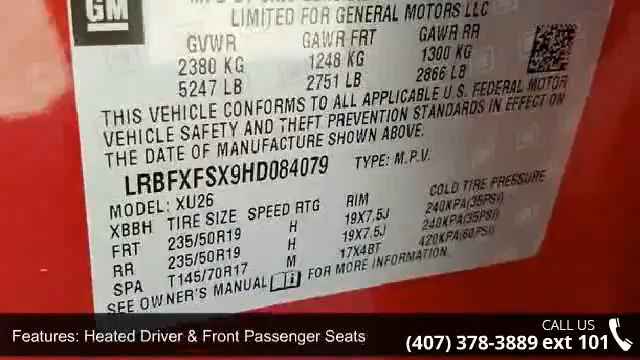 GM
LIMITED FOR GENERAL MOTORS LLC
GVWR GAWR FRT GAWR RR
2380 KG 1248 KG 1300 KG
5247 LB 2751 LB 2866 LB
THIS VEHICLE CONFORMS TO ALL APPLICABLE U.S. FEDERAL MOTOR
VEHICLE SAFETY AND THEFT PREVENTION STANDARDS IN EFFECT ON
THE DATE OF MANUFACTURE SHOWN ABOVE.
LRBFXFSX9HD084079 TYPE: M.P.V.
MODEL: XU26
XBBH TIRE SIZE SPEED RTG RIM COLD TIRE PRESSURE
FRT 235/50R19 H 19X7.5J 240KPA(35PSI)
RR 235/50R19 H 19X7.5J 240KPA(35PSI)
SPA T145/70R17 M 17X4BT 420KPA(60PSI)
SEE OWNER'S MANUAL FOR MORE INFORMATION.
Features: Heated Driver & Front Passenger Seats
CALL US
(407) 378-3889 ext 101